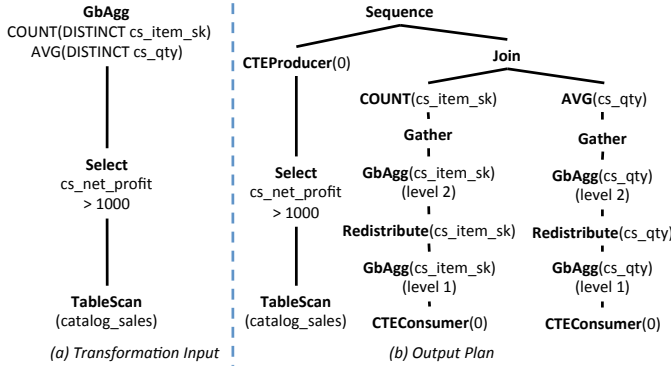 GbAgg
COUNT(DISTINCT cs_item_sk)
AVG(DISTINCT cs_qty)
Select
cs_net_profit
> 1000
TableScan
(catalog_sales)
(a) Transformation Input
Sequence
CTEProducer(0)
Join
Select
cs_net_profit
> 1000
TableScan
(catalog_sales)
COUNT(cs_item_sk)
Gather
GbAgg(cs_item_sk)
(level 2)
Redistribute(cs_item_sk)
GbAgg(cs_item_sk)
(level 1)
CTEConsumer(0)
AVG(cs_qty)
Gather
GbAgg(cs_qty)
(level 2)
Redistribute(cs_qty)
GbAgg(cs_qty)
(level 1)
CTEConsumer(0)
(b) Output Plan